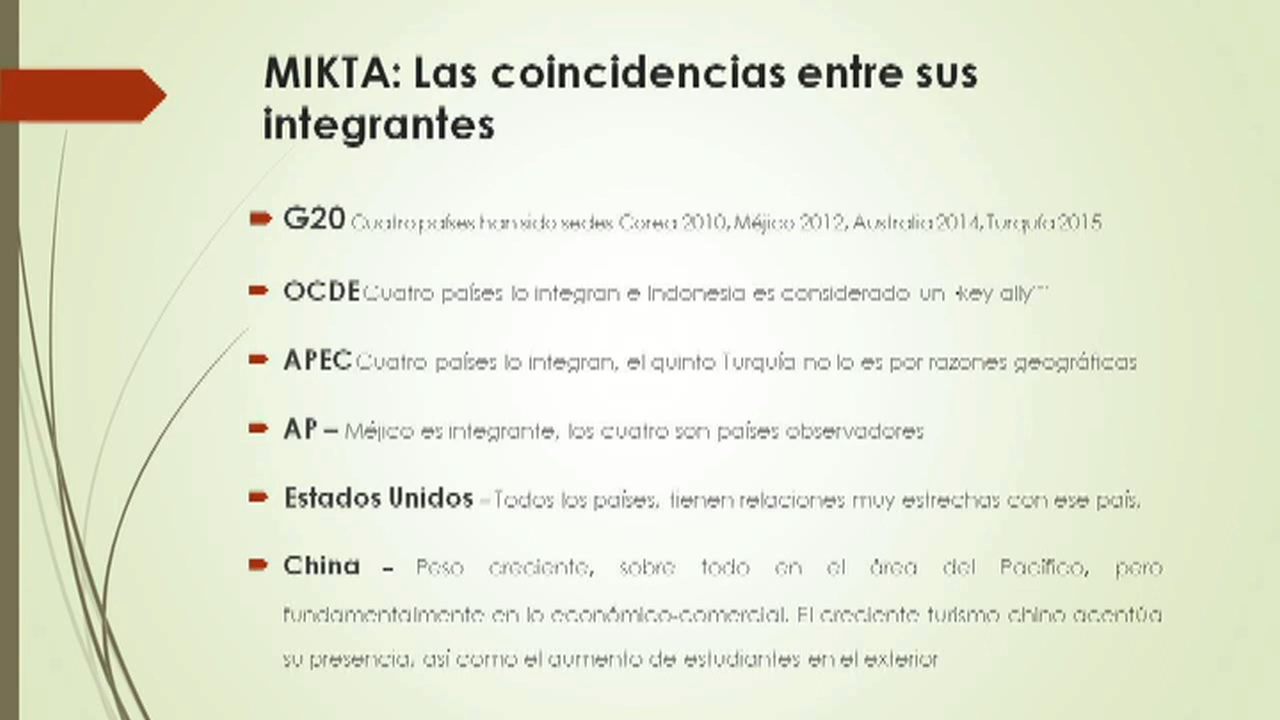 MIKTA: Las coincidencias entre sus
integrantes
G20 Cuatro países han sido sedes Corea 2010, Méjico 2012, Australia 2014, Turquía 2015
OCDE Cuatro países lo integran e Indonesia es considerado un "key ally"
APEC Cuatro países lo integran, el quinto Turquía no lo es por razones geográficas
AP – Méjico es integrante, los cuatro son países observadores
Estados Unidos – Todos los países, tienen relaciones muy estrechas con ese país.
China – Peso creciente, sobre todo en el área del Pacífico, pero
fundamentalmente en lo económico-comercial. El creciente turismo chino acentúa
su presencia, así como el aumento de estudiantes en el exterior